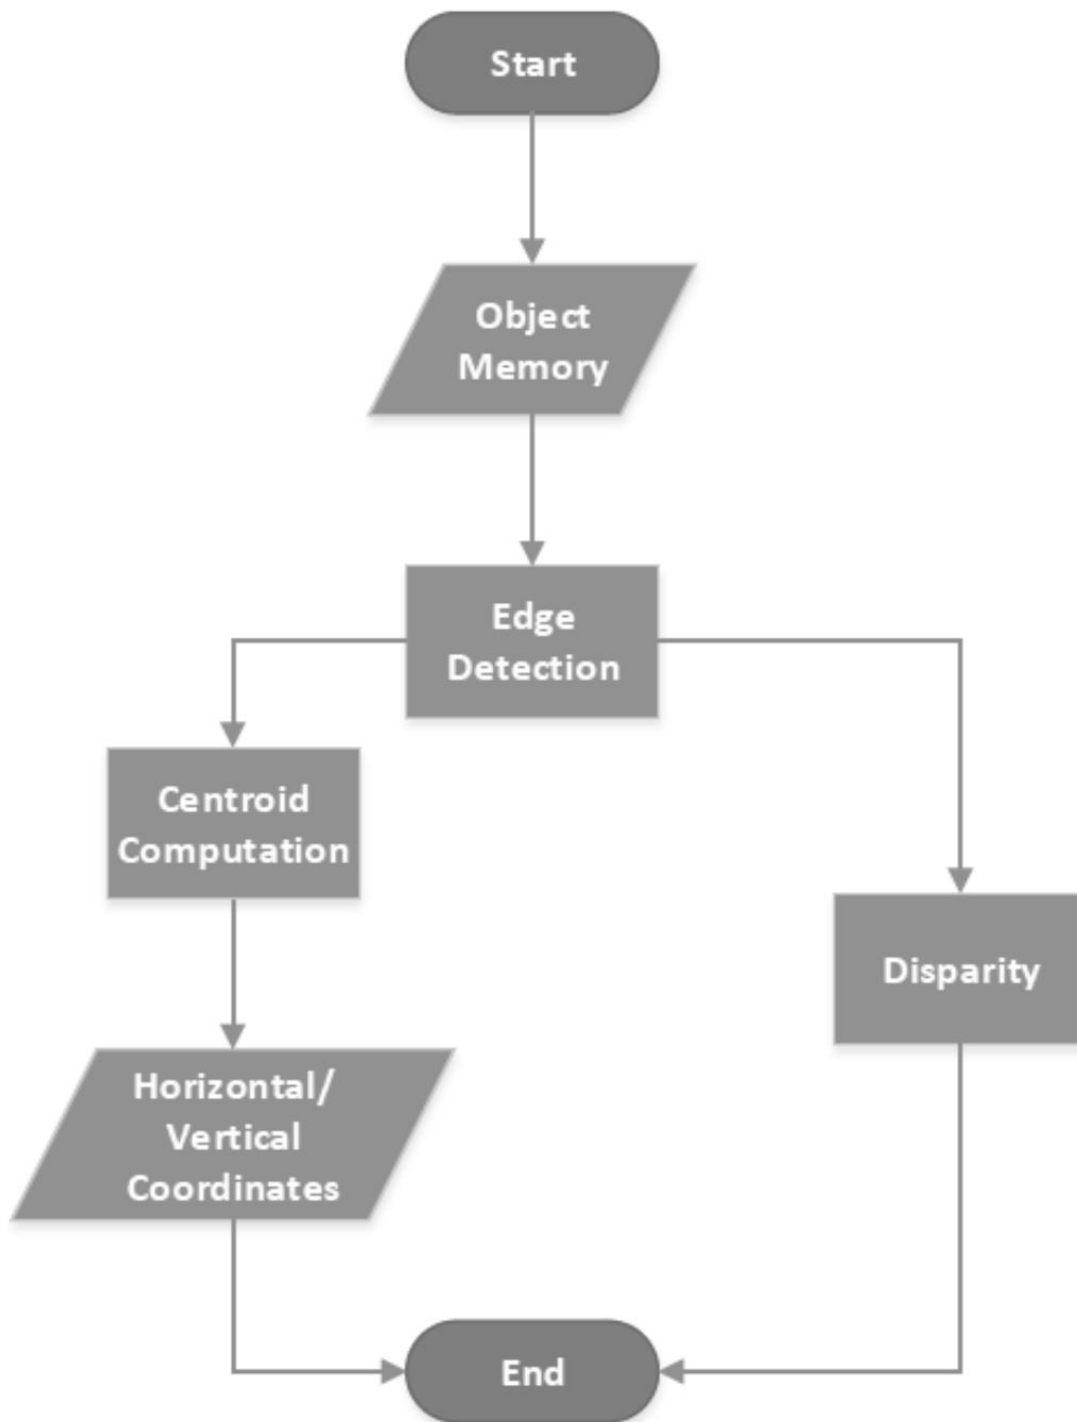 Start
Object
Memory
Edge
Detection
Centroid
Computation
Disparity
Horizontal/
Vertical
Coordinates
End